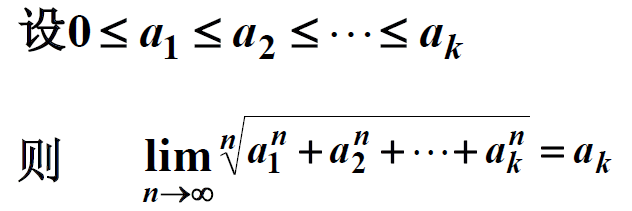 设0 ≤ a₁ ≤ a₂ ≤ ⋯ ≤ aₖ
则 lim_{n→∞} ⁿ√(a₁ⁿ + a₂ⁿ + ⋯ + aₖⁿ) = aₖ